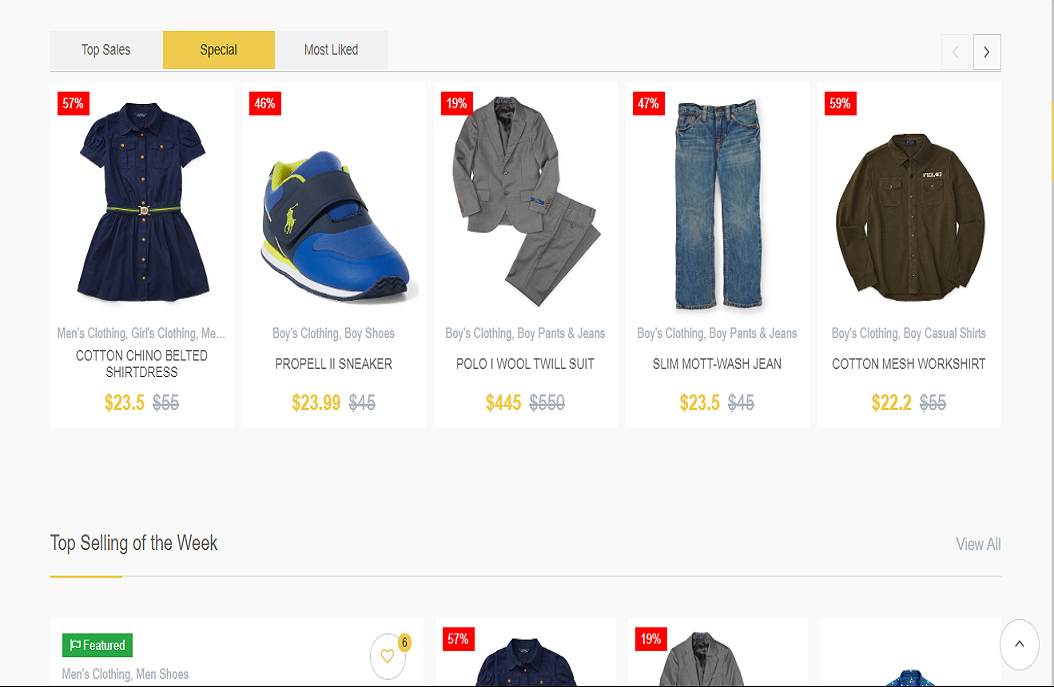 Top Sales
Special
Most Liked
57%
46%
19%
47%
59%
Men's Clothing, Girl's Clothing, Me...
COTTON CHINO BELTED
SHIRTDRESS
$23.5 $55
Boy's Clothing, Boy Shoes
PROPELL II SNEAKER
$23.99 $45
Boy's Clothing, Boy Pants & Jeans
POLO I WOOL TWILL SUIT
$445 $550
Boy's Clothing, Boy Pants & Jeans
SLIM MOTT-WASH JEAN
$23.5 $45
Boy's Clothing, Boy Casual Shirts
COTTON MESH WORKSHIRT
$22.2 $55
Top Selling of the Week
View All
Featured
6
Men's Clothing, Men Shoes
57%
19%